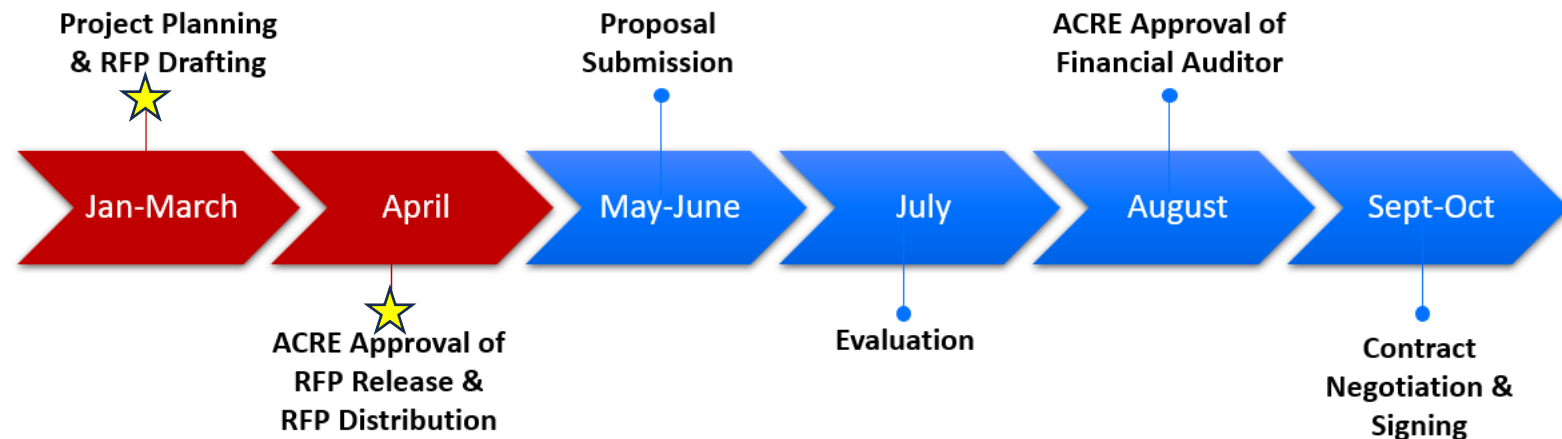 Project Planning
& RFP Drafting
Proposal
Submission
ACRE Approval of
Financial Auditor
Jan-March
April
May-June
July
August
Sept-Oct
ACRE Approval of
RFP Release &
RFP Distribution
Evaluation
Contract
Negotiation &
Signing